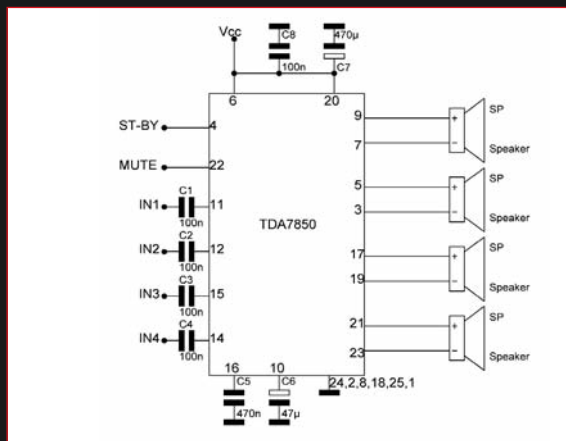 Vcc
C8
100n
470µ
C7
6
20
ST-BY
4
MUTE
22
IN1
C1
100n
11
IN2
C2
100n
12
IN3
C3
100n
15
IN4
C4
100n
14
TDA7850
9
7
SP
Speaker
+
−
5
3
SP
Speaker
+
−
17
19
SP
Speaker
+
−
21
23
SP
Speaker
+
−
16
C5
470n
10
C6
47µ
24,2,8,18,25,1